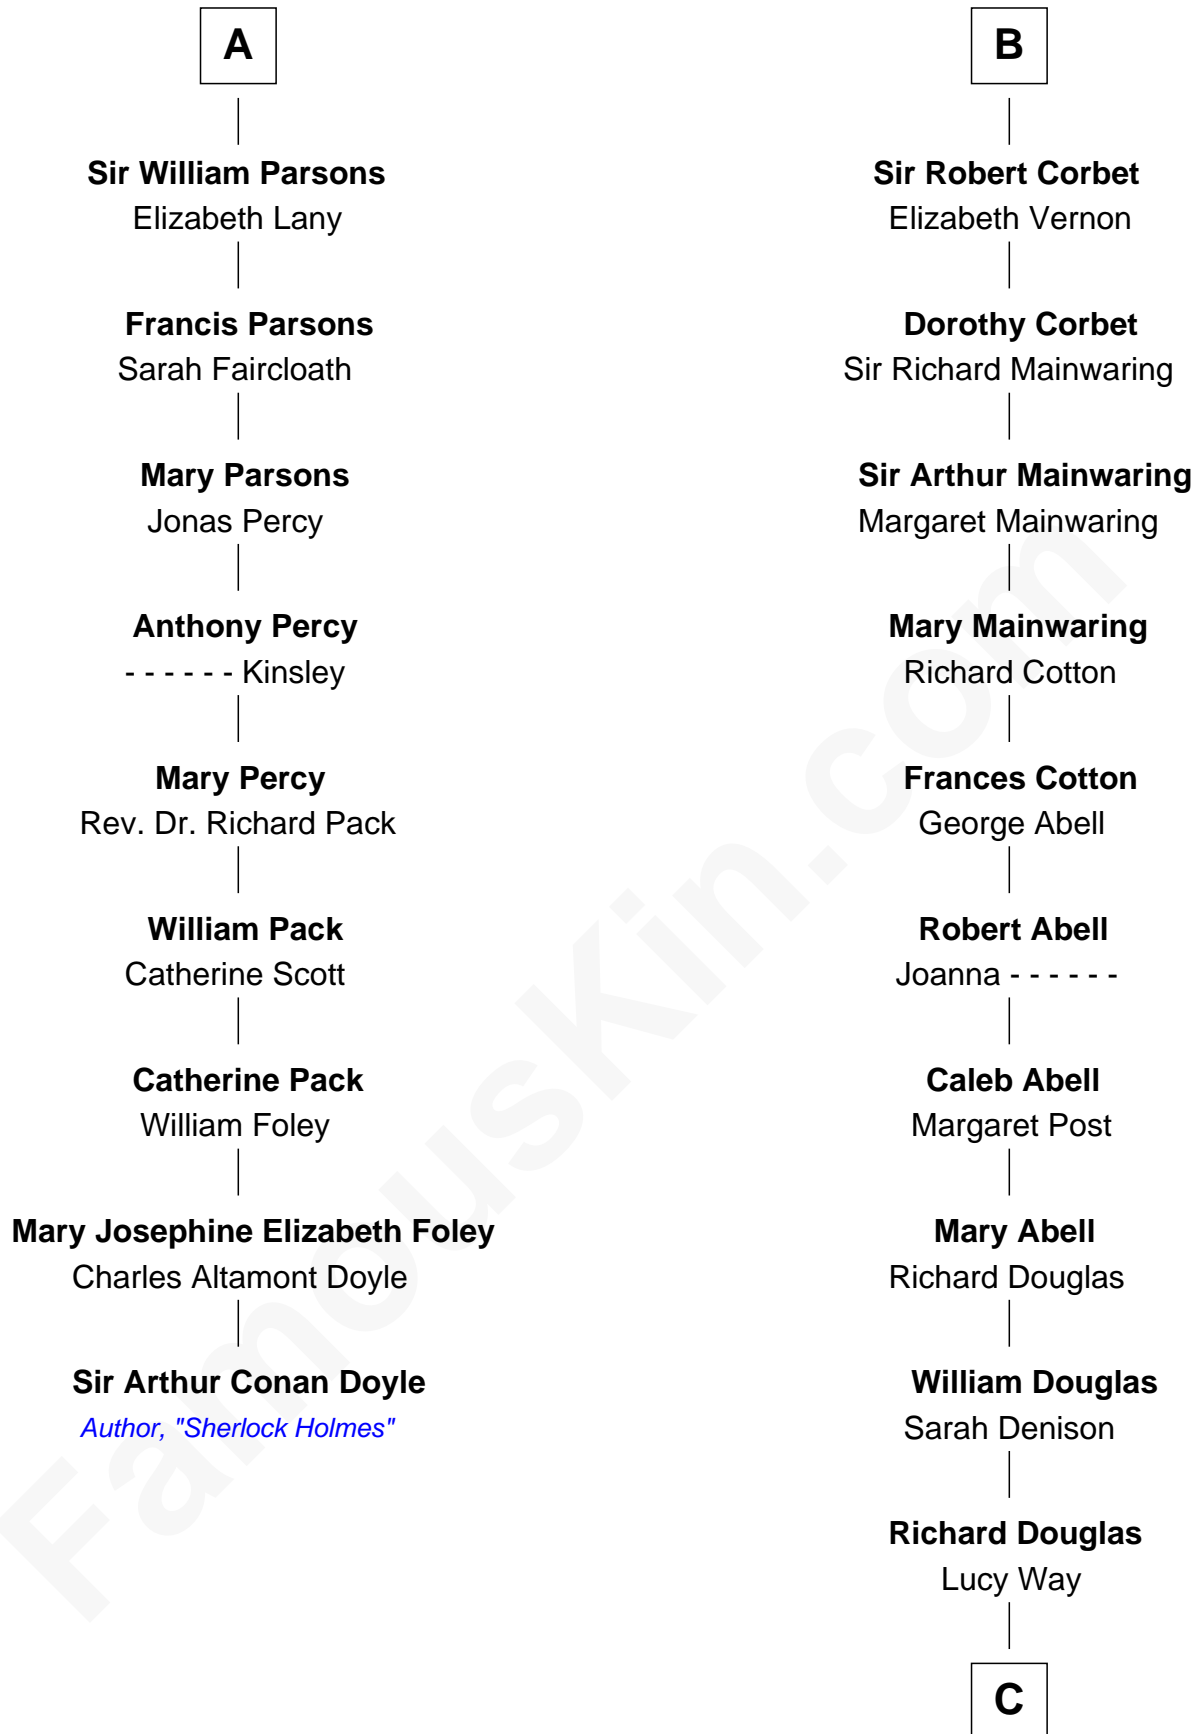 A
Sir William Parsons
Elizabeth Lany
Francis Parsons
Sarah Faircloath
Mary Parsons
Jonas Percy
Anthony Percy
- - - - - - Kinsley
Mary Percy
Rev. Dr. Richard Pack
William Pack
Catherine Scott
Catherine Pack
William Foley
Mary Josephine Elizabeth Foley
Charles Altamont Doyle
Sir Arthur Conan Doyle
Author, "Sherlock Holmes"
B
Sir Robert Corbet
Elizabeth Vernon
Dorothy Corbet
Sir Richard Mainwaring
Sir Arthur Mainwaring
Margaret Mainwaring
Mary Mainwaring
Richard Cotton
Frances Cotton
George Abell
Robert Abell
Joanna - - - - - -
Caleb Abell
Margaret Post
Mary Abell
Richard Douglas
William Douglas
Sarah Denison
Richard Douglas
Lucy Way
C
FamousKin.com